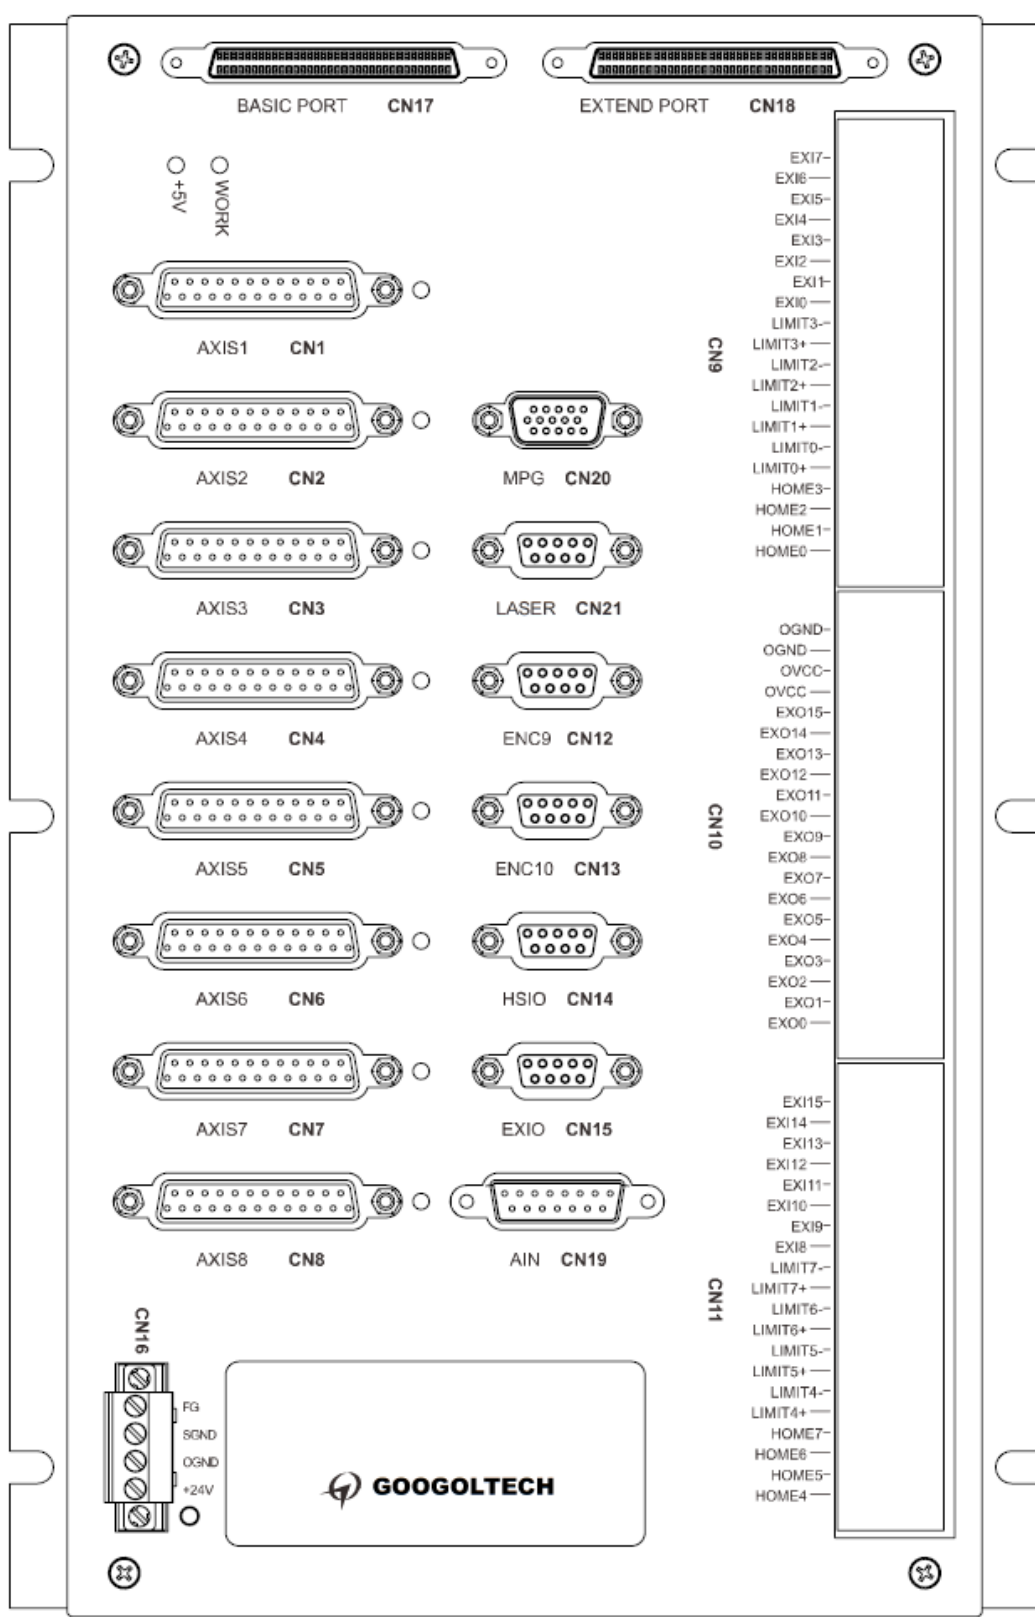 BASIC PORT CN17
EXTEND PORT CN18
+5V
WORK
AXIS1 CN1
AXIS2 CN2
AXIS3 CN3
AXIS4 CN4
AXIS5 CN5
AXIS6 CN6
AXIS7 CN7
AXIS8 CN8
MPG CN20
LASER CN21
ENC9 CN12
ENC10 CN13
HSIO CN14
EXIO CN15
AIN CN19
CN9
EXI7
EXI6
EXI5
EXI4
EXI3
EXI2
EXI1
EXI0
LIMIT3-
LIMIT3+
LIMIT2-
LIMIT2+
LIMIT1-
LIMIT1+
LIMIT0-
LIMIT0+
HOME3
HOME2
HOME1
HOME0
CN10
OGND
OGND
OVCC
OVCC
EXO15
EXO14
EXO13
EXO12
EXO11
EXO10
EXO9
EXO8
EXO7
EXO6
EXO5
EXO4
EXO3
EXO2
EXO1
EXO0
CN11
EXI15
EXI14
EXI13
EXI12
EXI11
EXI10
EXI9
EXI8
LIMIT7-
LIMIT7+
LIMIT6-
LIMIT6+
LIMIT5-
LIMIT5+
LIMIT4-
LIMIT4+
HOME7
HOME6
HOME5
HOME4
CN16
FG
SGND
OGND
+24V
GOOGOLTECH